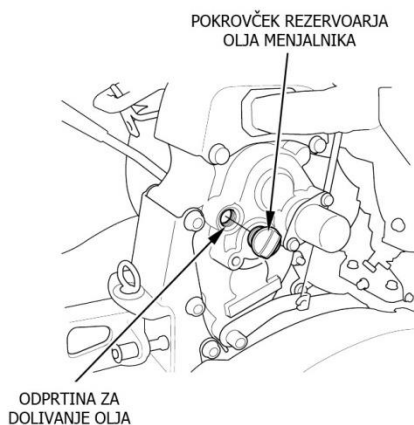 POKROVČEK REZERVOARJA
OLJA MENJALNIKA
ODPRTINA ZA
DOLIVANJE OLJA